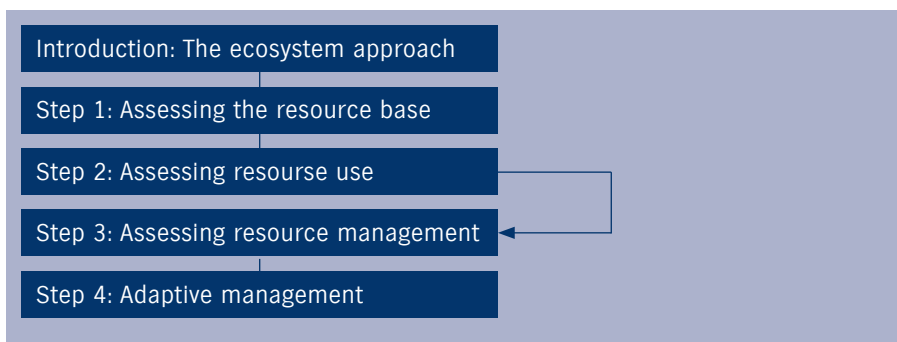 Introduction: The ecosystem approach
Step 1: Assessing the resource base
Step 2: Assessing resourse use
Step 3: Assessing resource management
Step 4: Adaptive management